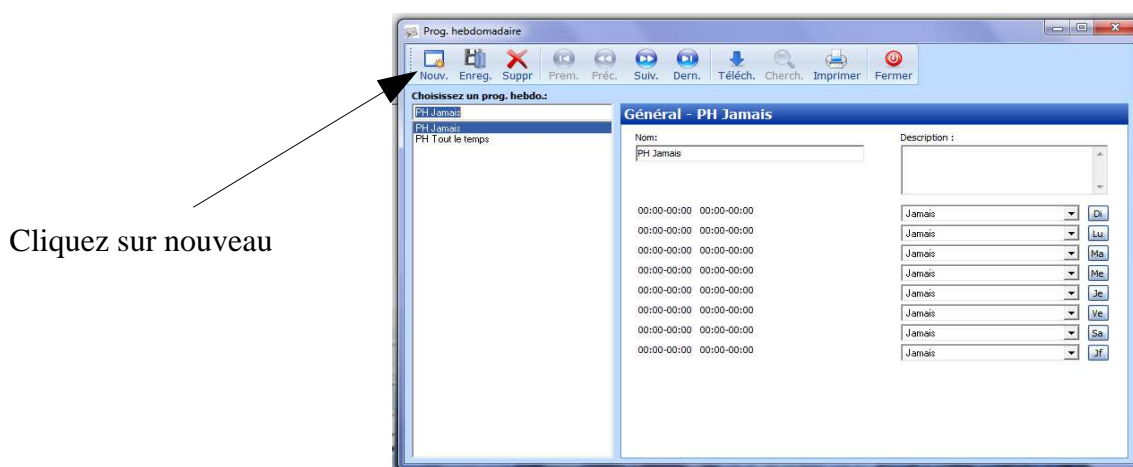 Prog. hebdomadaire
Nouv. Enreg. Suppr Prem. Préc. Suiv. Dern. Téléch. Cherch. Imprimer Fermer
Choisissez un prog. hebdo.:
PH Jamais
PH Jamais
PH Tout le temps
Général - PH Jamais
Nom:
PH Jamais
Description :
00:00-00:00 00:00-00:00 Jamais Di
00:00-00:00 00:00-00:00 Jamais Lu
00:00-00:00 00:00-00:00 Jamais Ma
00:00-00:00 00:00-00:00 Jamais Me
00:00-00:00 00:00-00:00 Jamais Je
00:00-00:00 00:00-00:00 Jamais Ve
00:00-00:00 00:00-00:00 Jamais Sa
00:00-00:00 00:00-00:00 Jamais Jf
Cliquez sur nouveau